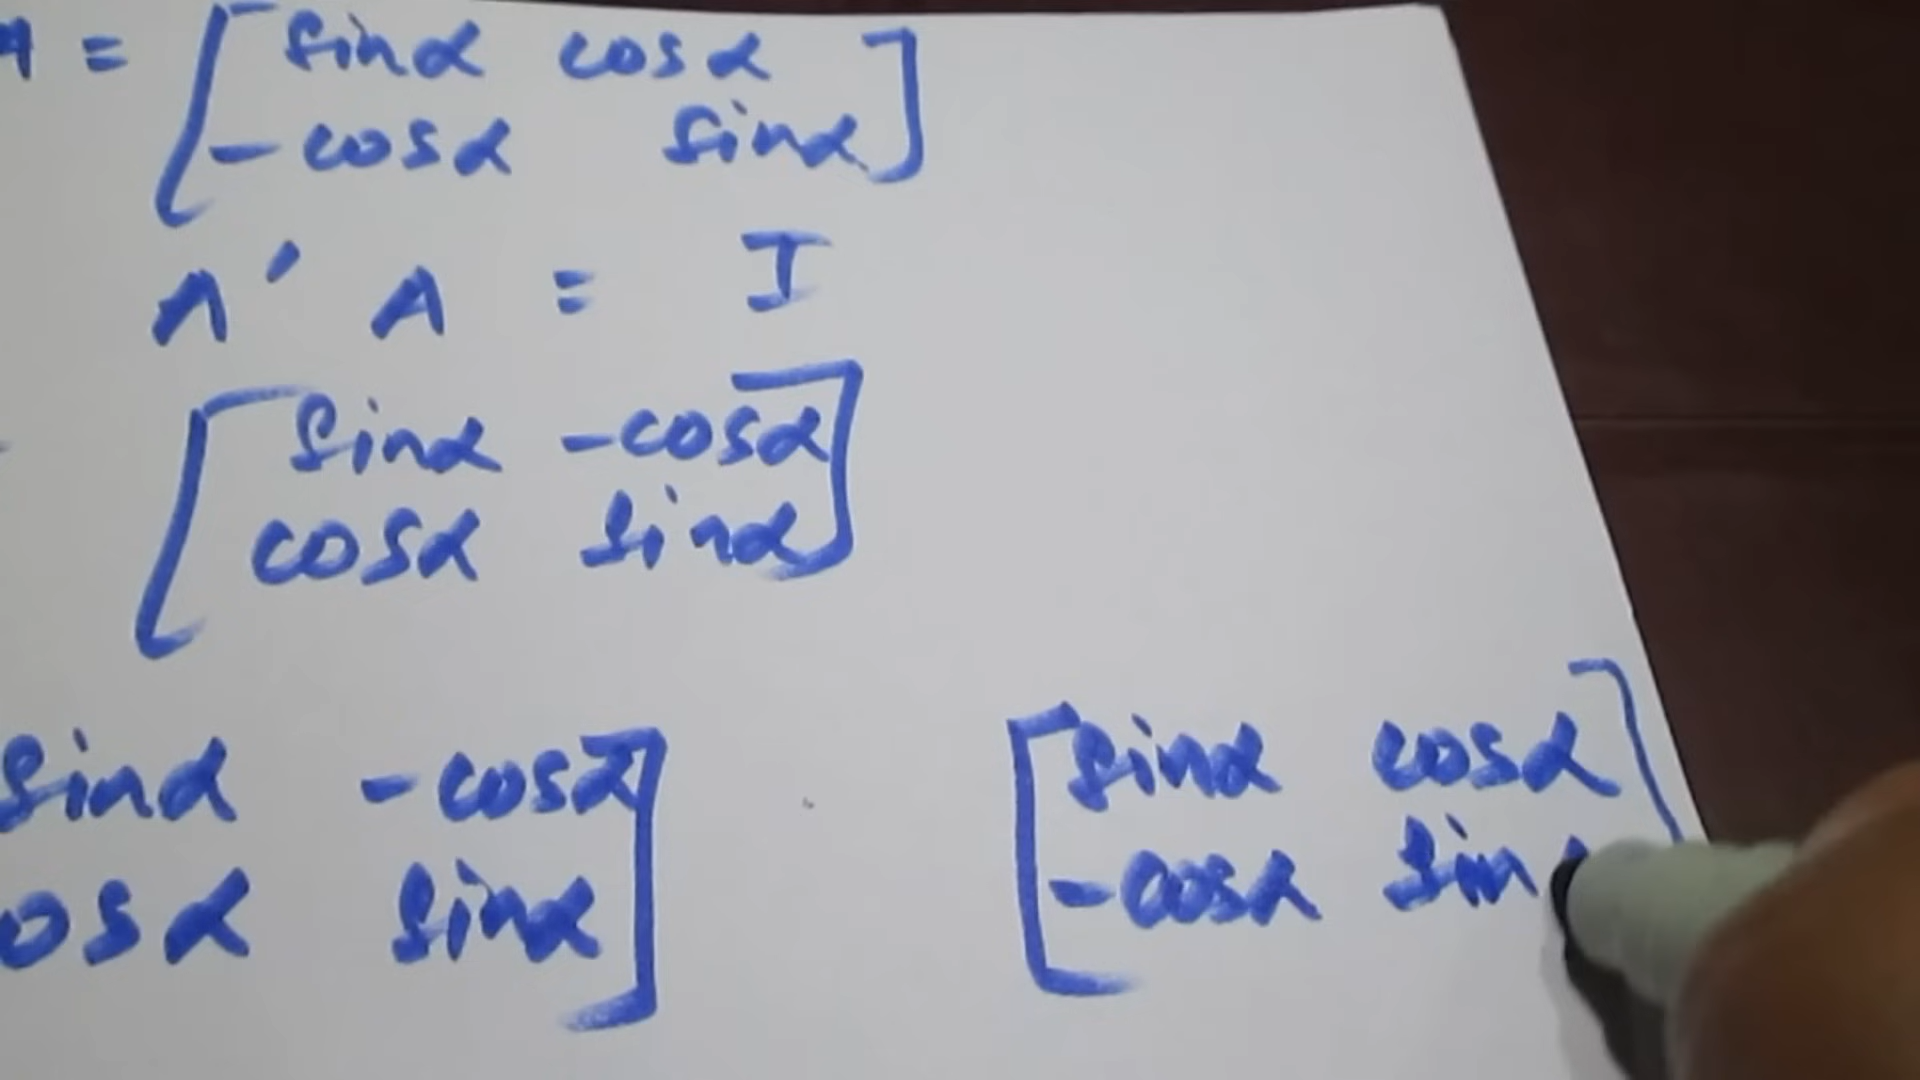 A = [ sinα cosα
-cosα sinα ]
A' A = I
[ sinα -cosα
cosα sinα ]
sinα -cosα ] [ sinα cosα
osα sinα ] -cosα sin